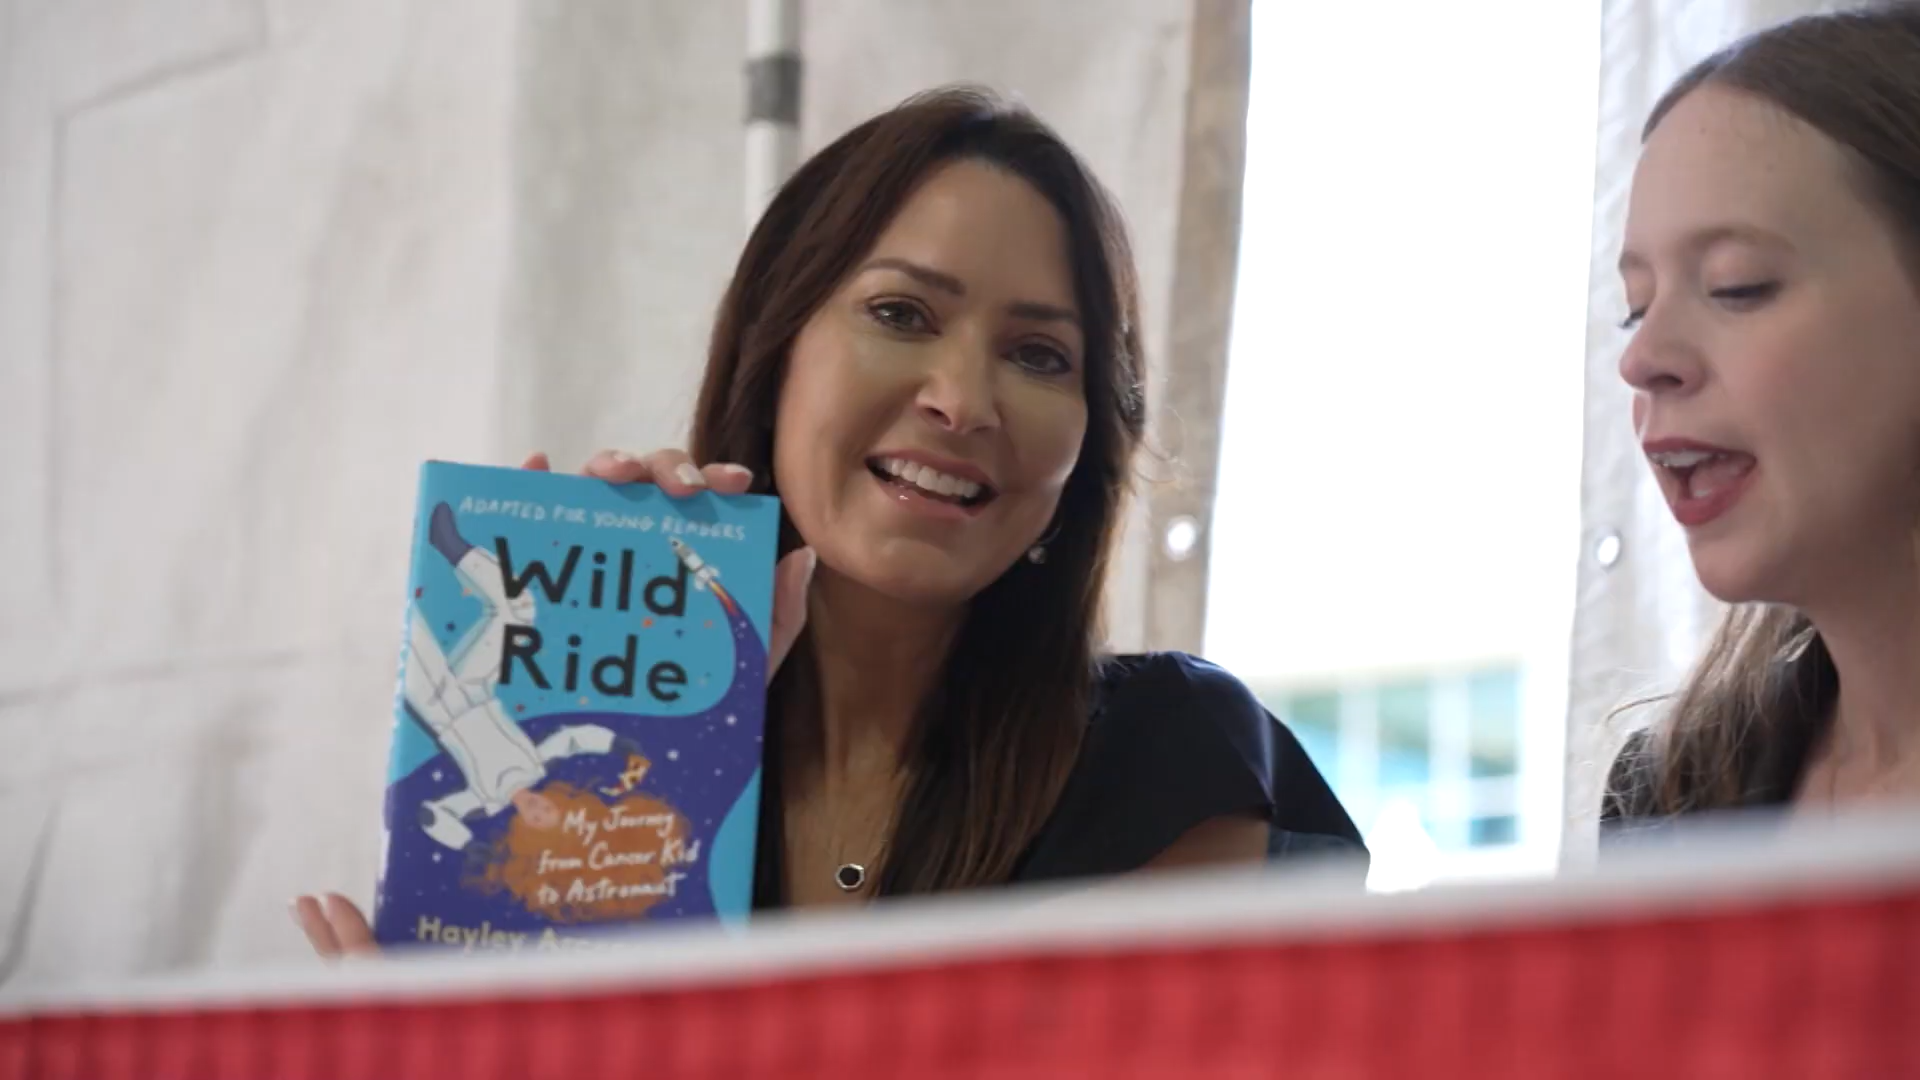 ADAPTED FOR YOUNG READERS
Wild
Ride
My Journey
from Cancer Kid
to Astronaut
Hayley